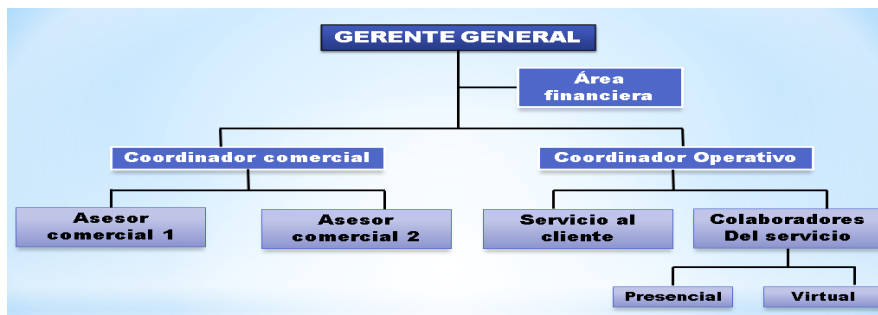 GERENTE GENERAL
Área
financiera
Coordinador comercial
Coordinador Operativo
Asesor
comercial 1
Asesor
comercial 2
Servicio al
cliente
Colaboradores
Del servicio
Presencial
Virtual